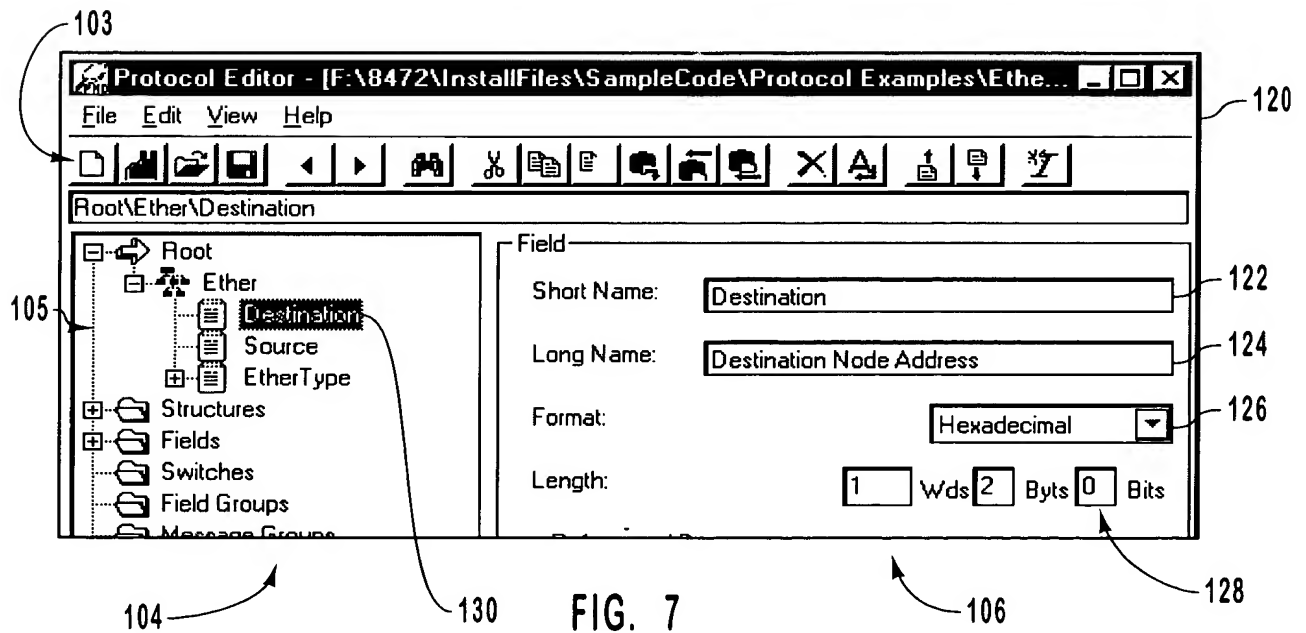 103
Protocol Editor - [F:\8472\InstallFiles\SampleCode\Protocol Examples\Ethe...
120
File Edit View Help
Root\Ether\Destination
Root
Field
Ether
Short Name: Destination
122
105
Destination
Source
Long Name: Destination Node Address
124
EtherType
Structures
Format: Hexadecimal
126
Fields
Switches
Length: 1 Wds 2 Byts 0 Bits
Field Groups
Message Groups
128
104
130
FIG. 7
106